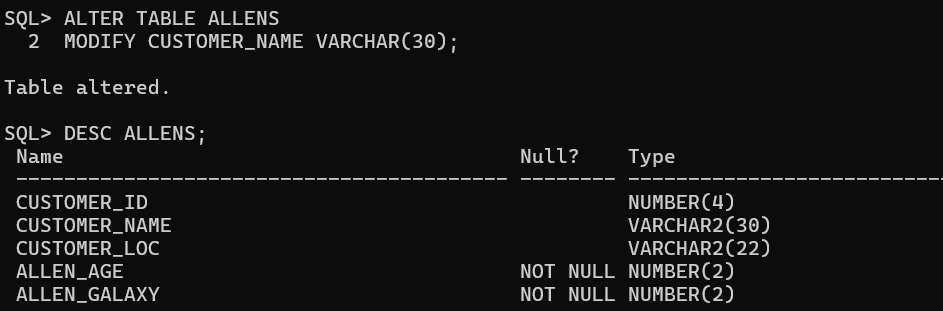 SQL> ALTER TABLE ALLENS
  2  MODIFY CUSTOMER_NAME VARCHAR(30);
Table altered.
SQL> DESC ALLENS;
 Name                                      Null?    Type
 ----------------------------------------- -------- ----------------------------
 CUSTOMER_ID                                        NUMBER(4)
 CUSTOMER_NAME                                      VARCHAR2(30)
 CUSTOMER_LOC                                       VARCHAR2(22)
 ALLEN_AGE                                 NOT NULL NUMBER(2)
 ALLEN_GALAXY                              NOT NULL NUMBER(2)